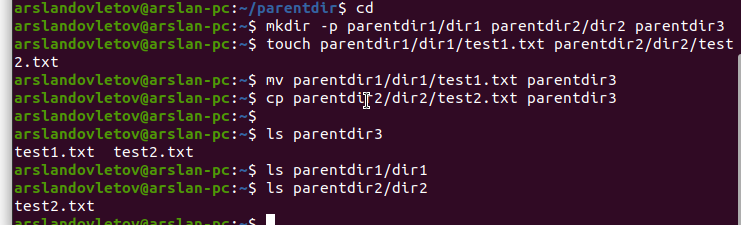 arslandovletov@arslan-pc:~/parentdir$ cd
arslandovletov@arslan-pc:~$ mkdir -p parentdir1/dir1 parentdir2/dir2 parentdir3
arslandovletov@arslan-pc:~$ touch parentdir1/dir1/test1.txt parentdir2/dir2/test
2.txt
arslandovletov@arslan-pc:~$ mv parentdir1/dir1/test1.txt parentdir3
arslandovletov@arslan-pc:~$ cp parentdir2/dir2/test2.txt parentdir3
arslandovletov@arslan-pc:~$
arslandovletov@arslan-pc:~$ ls parentdir3
test1.txt  test2.txt
arslandovletov@arslan-pc:~$ ls parentdir1/dir1
arslandovletov@arslan-pc:~$ ls parentdir2/dir2
test2.txt
arslandovletov@arslan-pc:~$